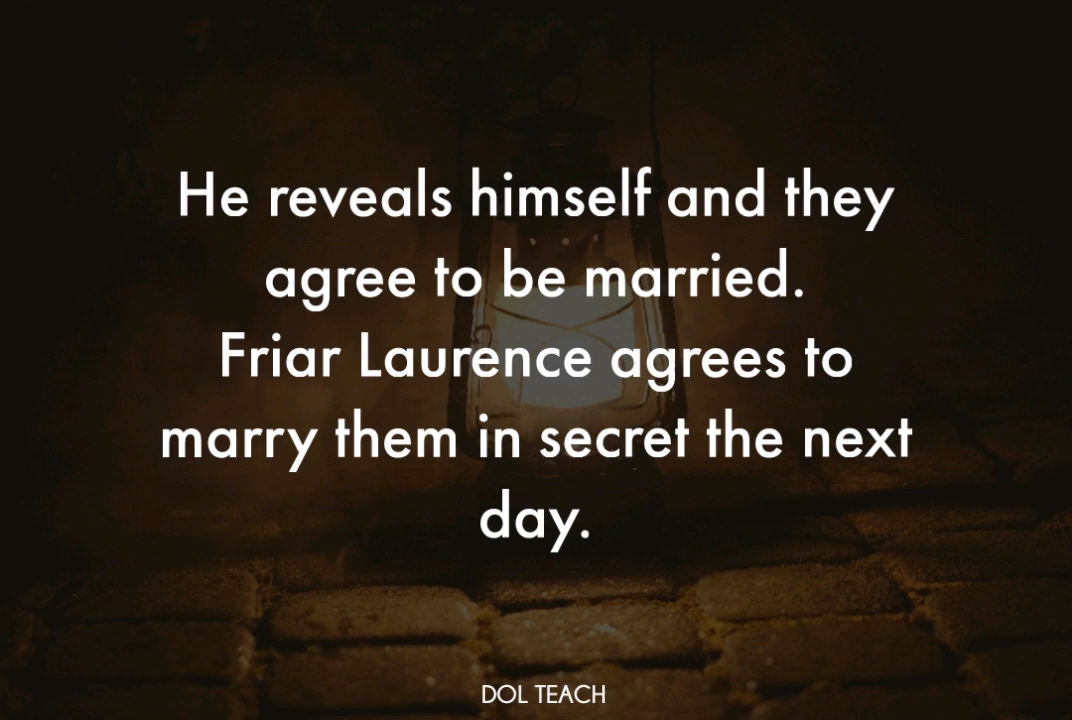 He reveals himself and they
agree to be married.
Friar Laurence agrees to
marry them in secret the next
day.
DOL TEACH